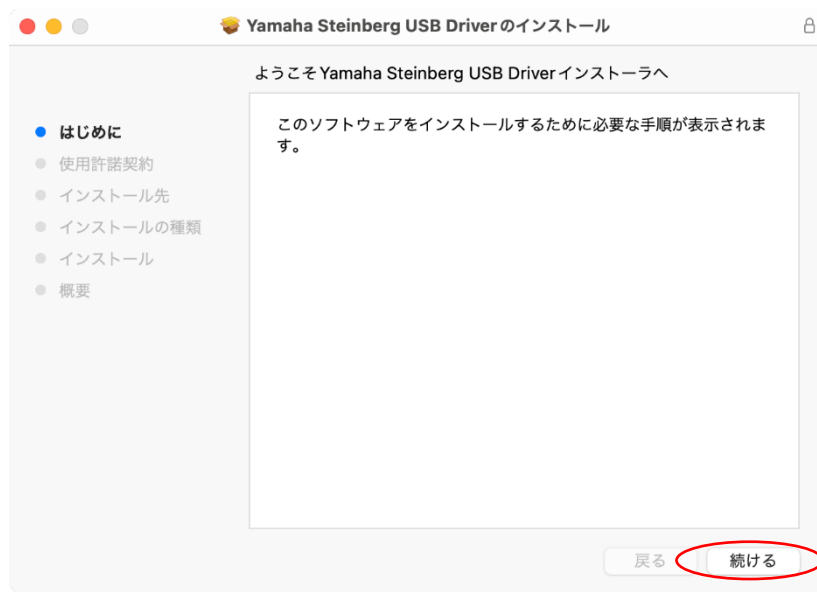 Yamaha Steinberg USB Driverのインストール
ようこそYamaha Steinberg USB Driverインストーラへ
はじめに
使用許諾契約
インストール先
インストールの種類
インストール
概要
このソフトウェアをインストールするために必要な手順が表示されま
す。
戻る
続ける